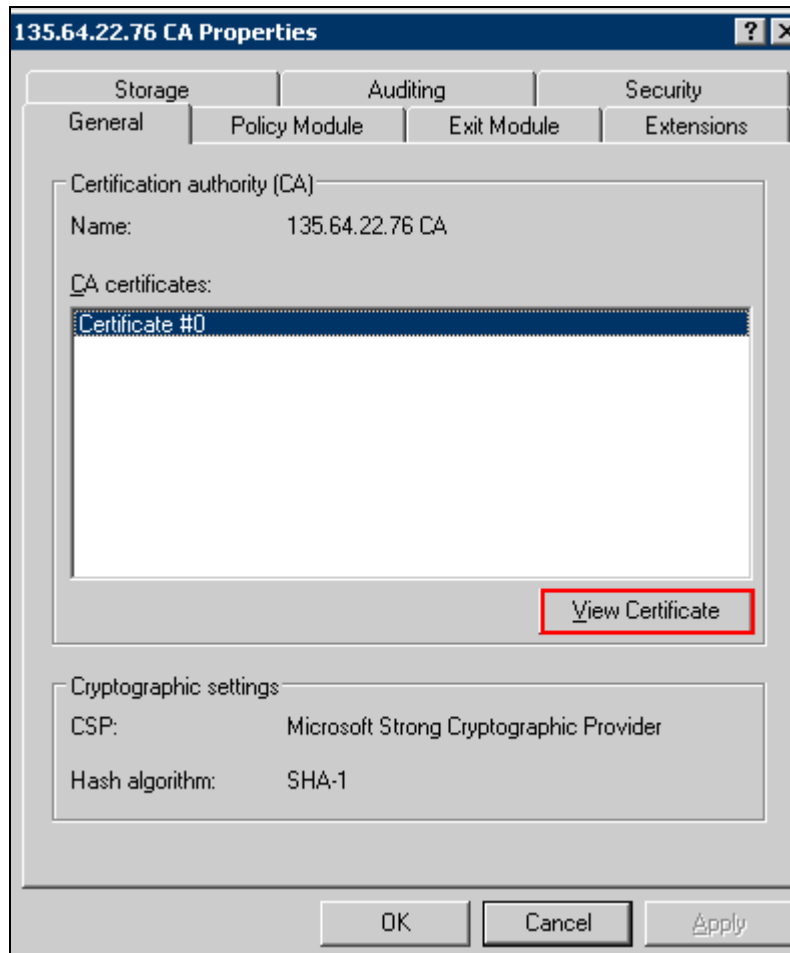 135.64.22.76 CA Properties
Storage Auditing Security
General Policy Module Exit Module Extensions
Certification authority (CA)
Name: 135.64.22.76 CA
CA certificates:
Certificate #0
View Certificate
Cryptographic settings
CSP: Microsoft Strong Cryptographic Provider
Hash algorithm: SHA-1
OK Cancel Apply